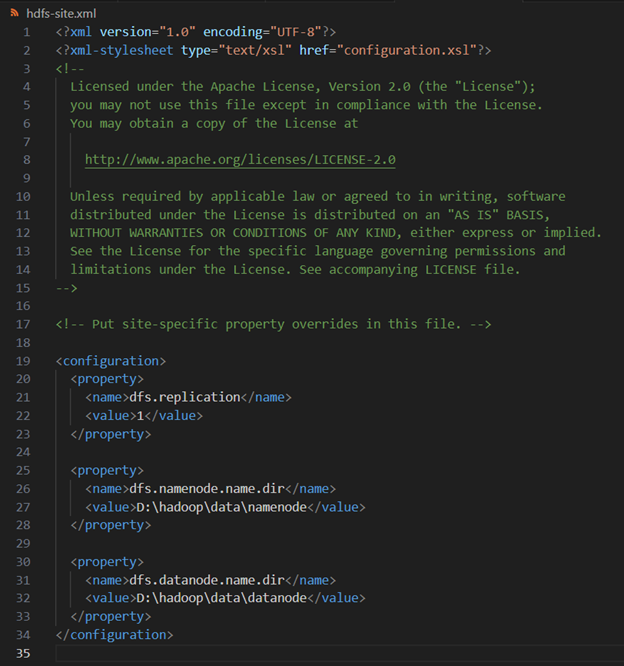 hdfs-site.xml
1 <?xml version="1.0" encoding="UTF-8"?>
2 <?xml-stylesheet type="text/xsl" href="configuration.xsl"?>
3 <!--
4   Licensed under the Apache License, Version 2.0 (the "License");
5   you may not use this file except in compliance with the License.
6   You may obtain a copy of the License at
7
8     http://www.apache.org/licenses/LICENSE-2.0
9
10   Unless required by applicable law or agreed to in writing, software
11   distributed under the License is distributed on an "AS IS" BASIS,
12   WITHOUT WARRANTIES OR CONDITIONS OF ANY KIND, either express or implied.
13   See the License for the specific language governing permissions and
14   limitations under the License. See accompanying LICENSE file.
15 -->
16
17 <!-- Put site-specific property overrides in this file. -->
18
19 <configuration>
20   <property>
21     <name>dfs.replication</name>
22     <value>1</value>
23   </property>
24
25   <property>
26     <name>dfs.namenode.name.dir</name>
27     <value>D:\hadoop\data\namenode</value>
28   </property>
29
30   <property>
31     <name>dfs.datanode.name.dir</name>
32     <value>D:\hadoop\data\datanode</value>
33   </property>
34 </configuration>
35